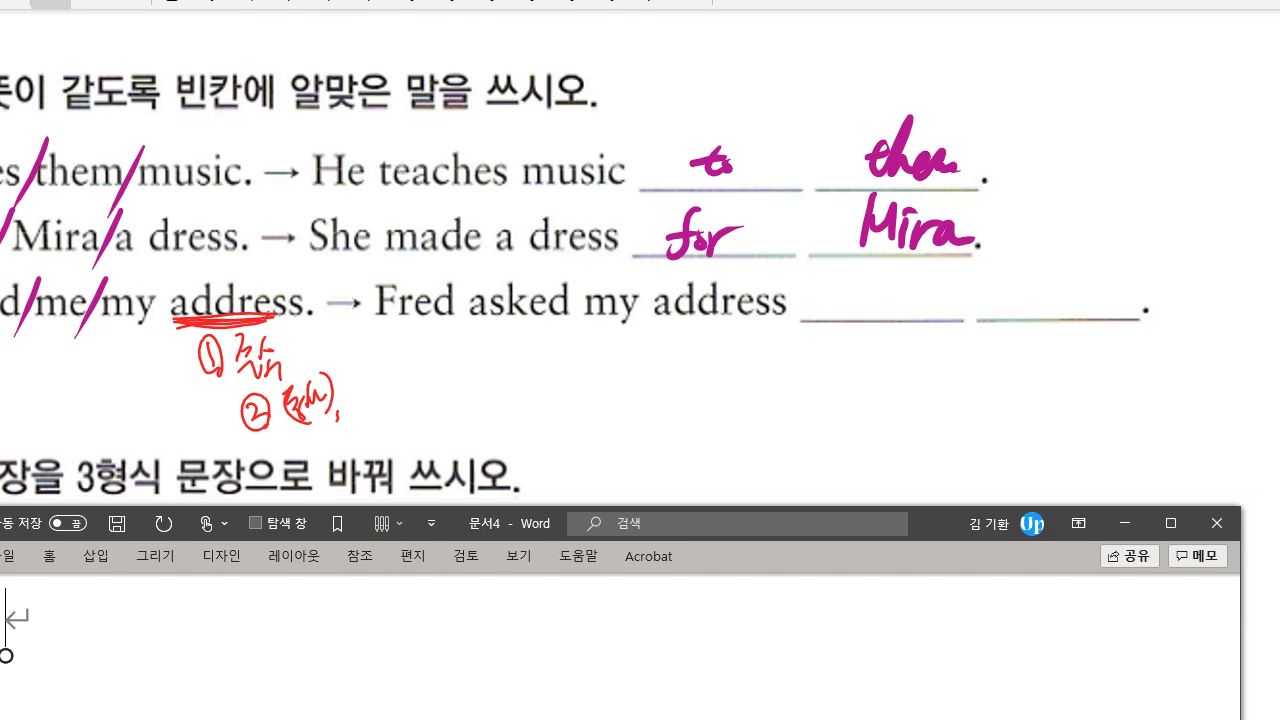 뜻이 같도록 빈칸에 알맞은 말을 쓰시오.
es them music. → He teaches music to them.
Mira a dress. → She made a dress for Mira.
d me my address. → Fred asked my address
① 주소
②
장을 3형식 문장으로 바꿔 쓰시오.
동 저장 끔 탐색 창 문서4 - Word 검색 김 기환 Up
일 홈 삽입 그리기 디자인 레이아웃 참조 편지 검토 보기 도움말 Acrobat 공유 메모